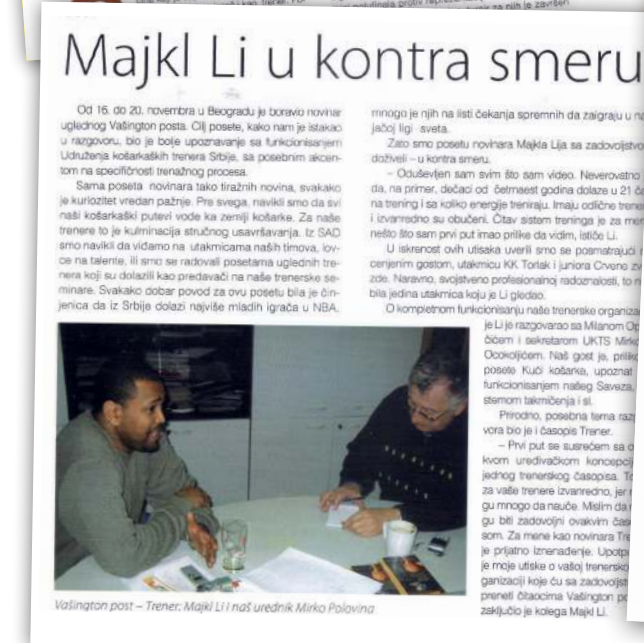 kao trener.
polufinala protiv
za njih je završen
Majkl Li u kontra smeru
Od 16. do 20. novembra u Beogradu je boravio novinar
uglednog Vašington posta. Cilj posete, kako nam je istakao
u razgovoru, bio je bolje upoznavanje sa funkcionisanjem
Udruženja košarkaških trenera Srbije, sa posebnim akcen-
tom na specifičnosti trenažnog procesa.
Sama poseta novinara tako tiražnih novina, svakako
je kuriozitet vredan pažnje. Pre svega, navikli smo da svi
naši košarkaški putevi vode ka zemlji košarke. Za naše
trenere to je kulminacija stručnog usavršavanja. Iz SAD
smo navikli da viđamo na utakmicama naših timova, lov-
ce na talente, ili smo se radovali posetama uglednih tre-
nera koji su dolazili kao predavači na naše trenerske se-
minare. Svakako dobar povod za ovu posetu bila je čin-
jenica da iz Srbije dolazi najviše mladih igrača u NBA,
mnogo je njih na listi čekanja spremnih da zaigraju u na
jačoj ligi sveta.
Zato smo posetu novinara Majkla Lija sa zadovoljstvo
doživeli – u kontra smeru.
– Oduševljen sam svim što sam video. Neverovatno
da, na primer, dečaci od četrnaest godina dolaze u 21 ča
na trening i sa koliko energije treniraju. Imaju odlične trene
i izvanredno su obučeni. Čitav sistem treninga je za me
nešto što sam prvi put imao prilike da vidim, ističe Li.
U iskrenost ovih utisaka uverili smo se posmatrajući
cenjenim gostom, utakmicu KK Torlak i juniora Crvene zv
zde. Naravno, svojstveno profesionalnoj radoznalosti, to n
bila jedina utakmica koju je Li gledao.
O kompletnom funkcionisanju naše trenerske organiza
je Li je razgovarao sa Milanom Op
čićem i sekretarom UKTS Mirk
Ocokoljićem. Naš gost je, prilik
posete Kući košarke, upoznat
funkcionisanjem našeg Saveza,
stemom takmičenja i sl.
Prirodno, posebna tema raz
vora bio je i časopis Trener.
– Prvi put se susrećem sa o
kvom uređivačkom koncepcij
jednog trenerskog časopisa. To
za vaše trenere izvanredno, jer
gu mnogo da nauče. Mislim da
gu biti zadovoljni ovakvim čas
som. Za mene kao novinara Tre
je prijatno iznenađenje. Upotp
je moje utiske o vašoj trenersko
ganizaciji koje ću sa zadovoljst
preneti čitaocima Vašington po
zaključio je kolega Majkl Li.
Vašington post – Trener: Majkl Li i naš urednik Mirko Polovina